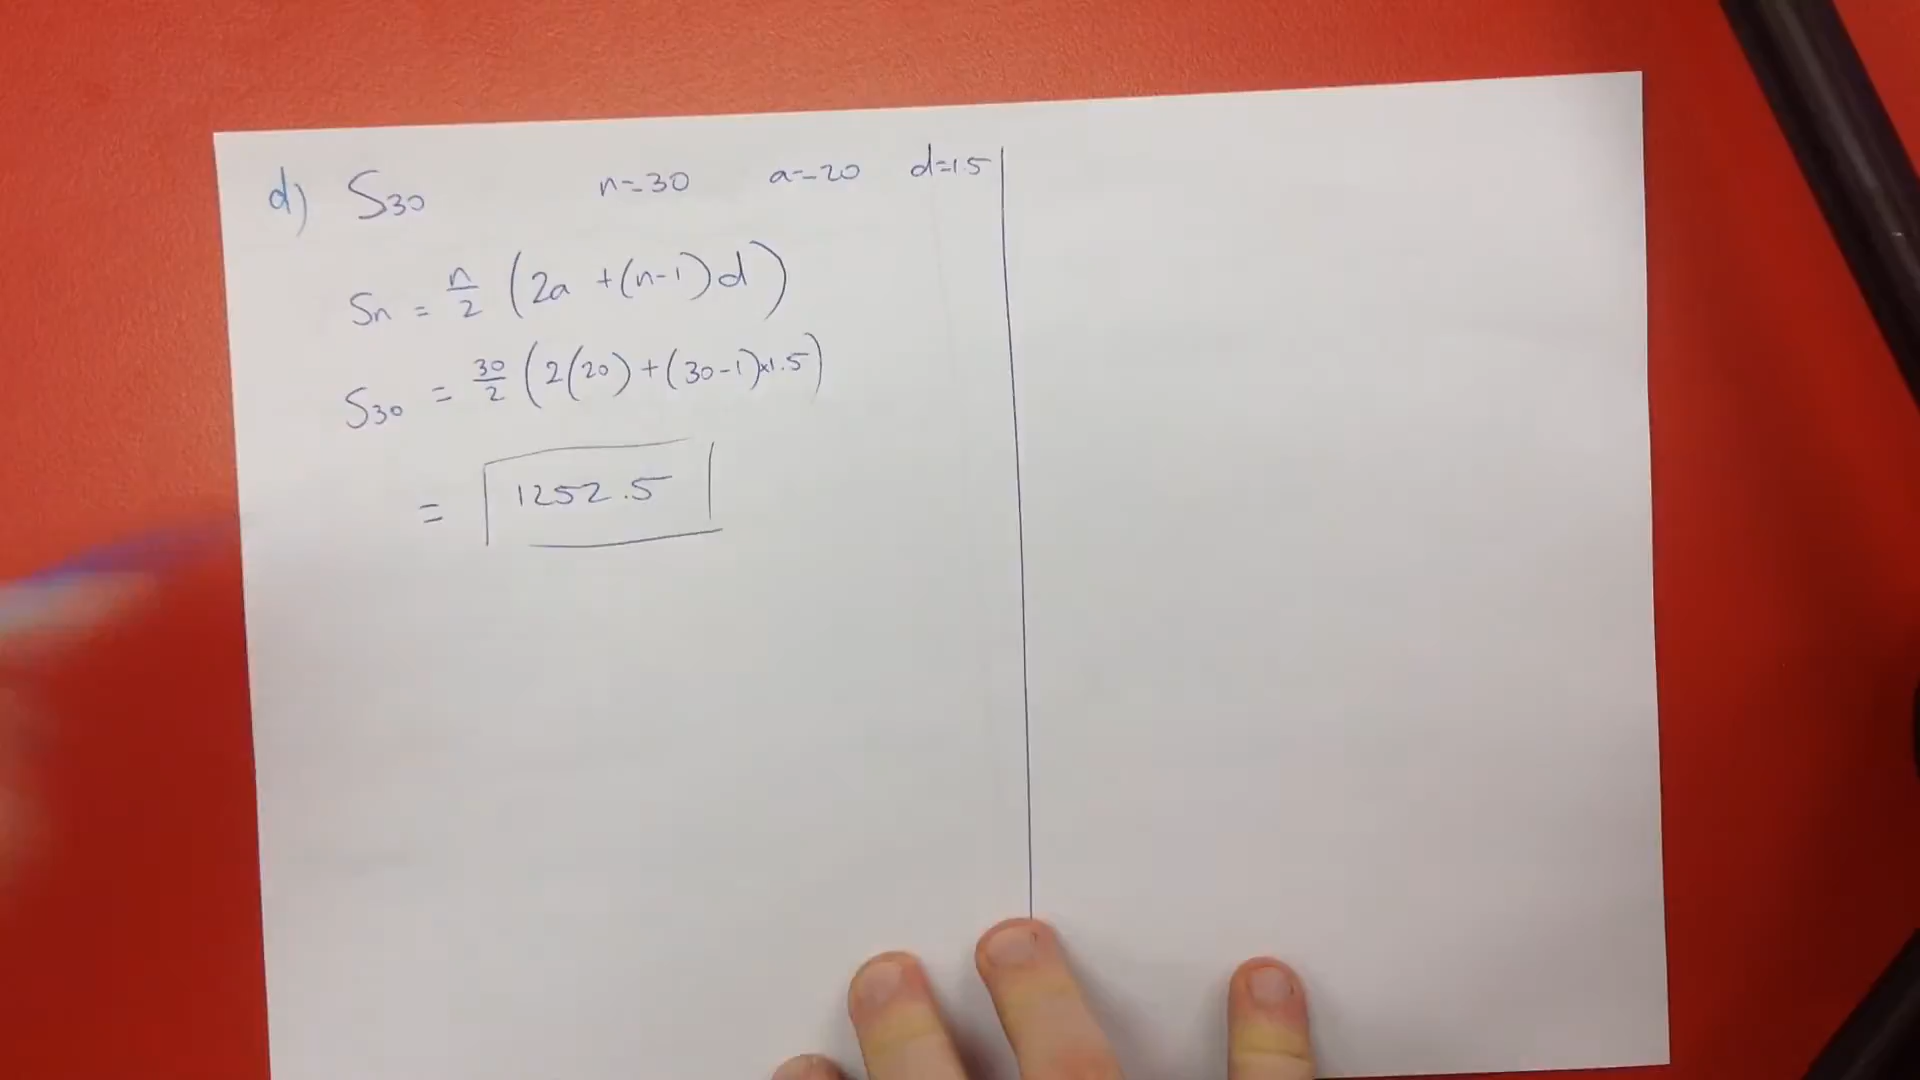 d) S30 n=30 a=20 d=1.5
Sn = n/2 (2a +(n-1)d)
S30 = 30/2 (2(20)+(30-1)x1.5)
= 1252.5